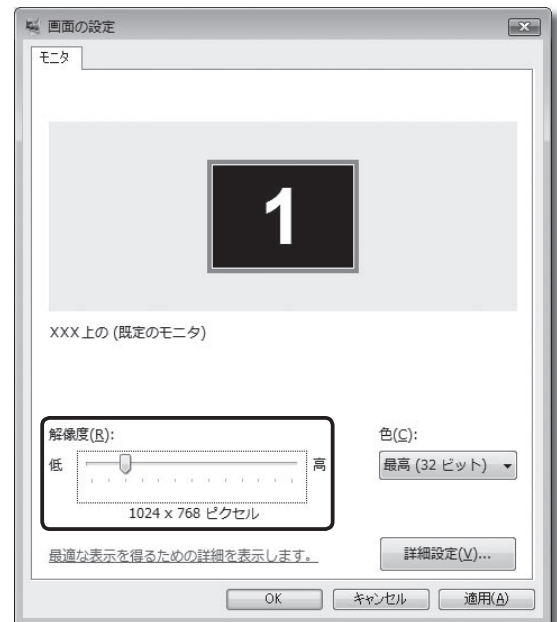 画面の設定
モニタ
1
XXX上の (既定のモニタ)
解像度(R):
色(C):
低
高
最高 (32 ビット)
1024 x 768 ピクセル
最適な表示を得るための詳細を表示します。
詳細設定(V)...
OK
キャンセル
適用(A)